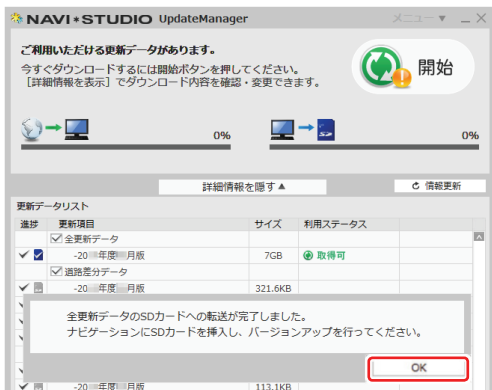 NAVI*STUDIO UpdateManager
メニュー ▼
ご利用いただける更新データがあります。
今すぐダウンロードするには開始ボタンを押してください。
［詳細情報を表示］でダウンロード内容を確認・変更できます。
開始
0%
SD
0%
詳細情報を隠す▲
情報更新
更新データリスト
進捗 更新項目 サイズ 利用ステータス
全更新データ
-20 年度 月版 7GB 取得可
道路差分データ
-20 年度 月版 321.6KB
全更新データのSDカードへの転送が完了しました。
ナビゲーションにSDカードを挿入し、バージョンアップを行ってください。
OK
-20 年度 月版 113.1KB